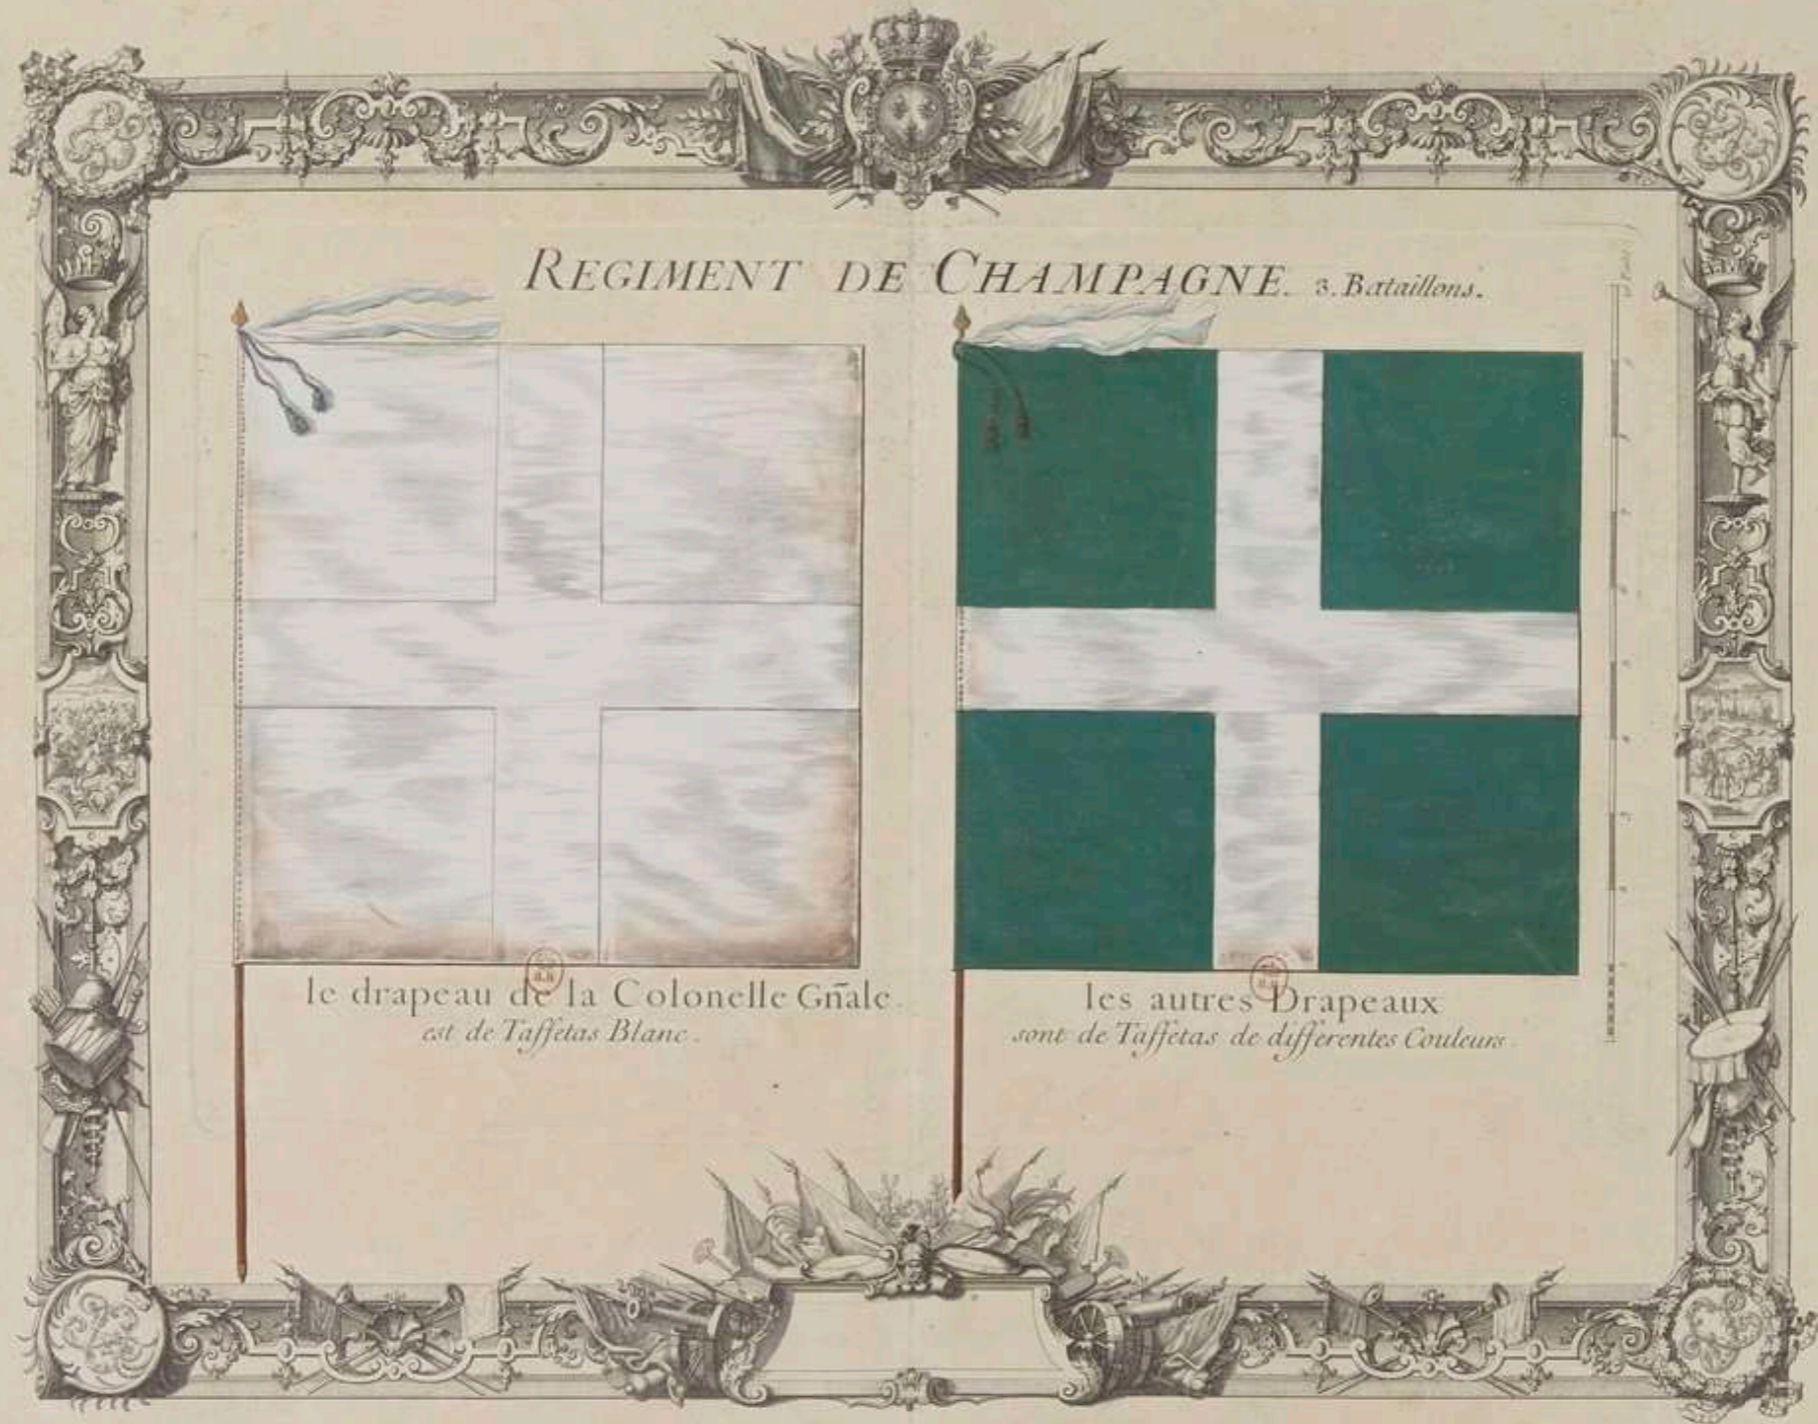 REGIMENT DE CHAMPAGNE. 3. Bataillons.
le drapeau de la Colonelle Gñale.
est de Taffetas Blanc.
les autres Drapeaux
sont de Taffetas de differentes Couleurs